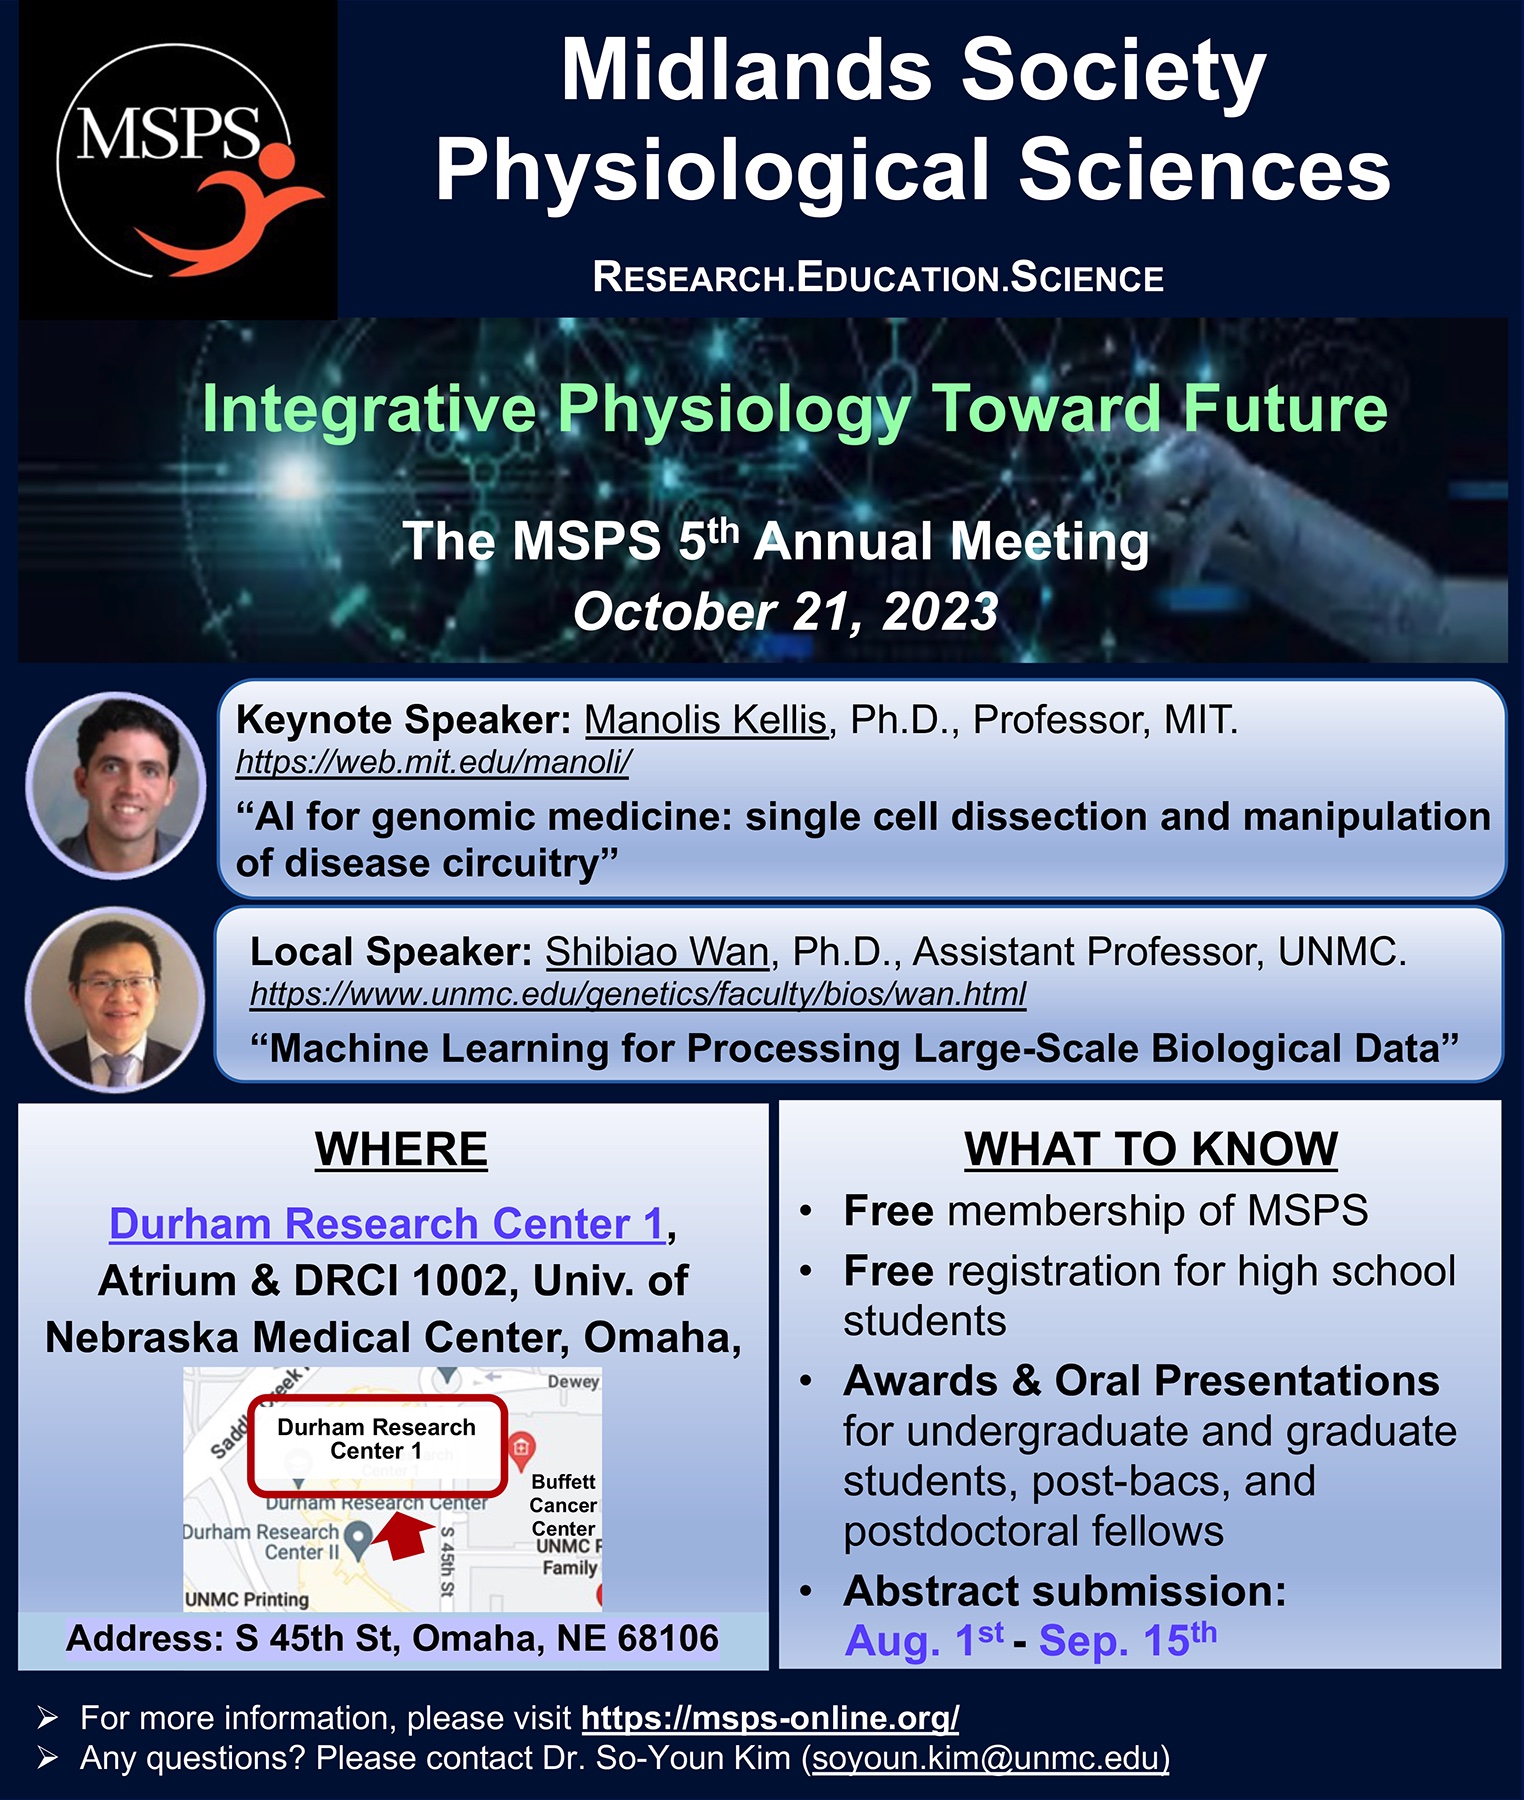 MSPS
Midlands Society
Physiological Sciences
RESEARCH.EDUCATION.SCIENCE
Integrative Physiology Toward Future
The MSPS 5th Annual Meeting
October 21, 2023
Keynote Speaker: Manolis Kellis, Ph.D., Professor, MIT.
https://web.mit.edu/manoli/
“AI for genomic medicine: single cell dissection and manipulation
of disease circuitry”
Local Speaker: Shibiao Wan, Ph.D., Assistant Professor, UNMC.
https://www.unmc.edu/genetics/faculty/bios/wan.html
“Machine Learning for Processing Large-Scale Biological Data”
WHERE
Durham Research Center 1,
Atrium & DRCI 1002, Univ. of
Nebraska Medical Center, Omaha,
Dewey
Durham Research
Center 1
Durham Research Center
Buffett
Cancer
Center
Durham Research
Center II
S 45th St
UNMC
Family
UNMC Printing
Address: S 45th St, Omaha, NE 68106
WHAT TO KNOW
• Free membership of MSPS
• Free registration for high school
students
• Awards & Oral Presentations
for undergraduate and graduate
students, post-bacs, and
postdoctoral fellows
• Abstract submission:
Aug. 1st - Sep. 15th
➢ For more information, please visit https://msps-online.org/
➢ Any questions? Please contact Dr. So-Youn Kim (soyoun.kim@unmc.edu)